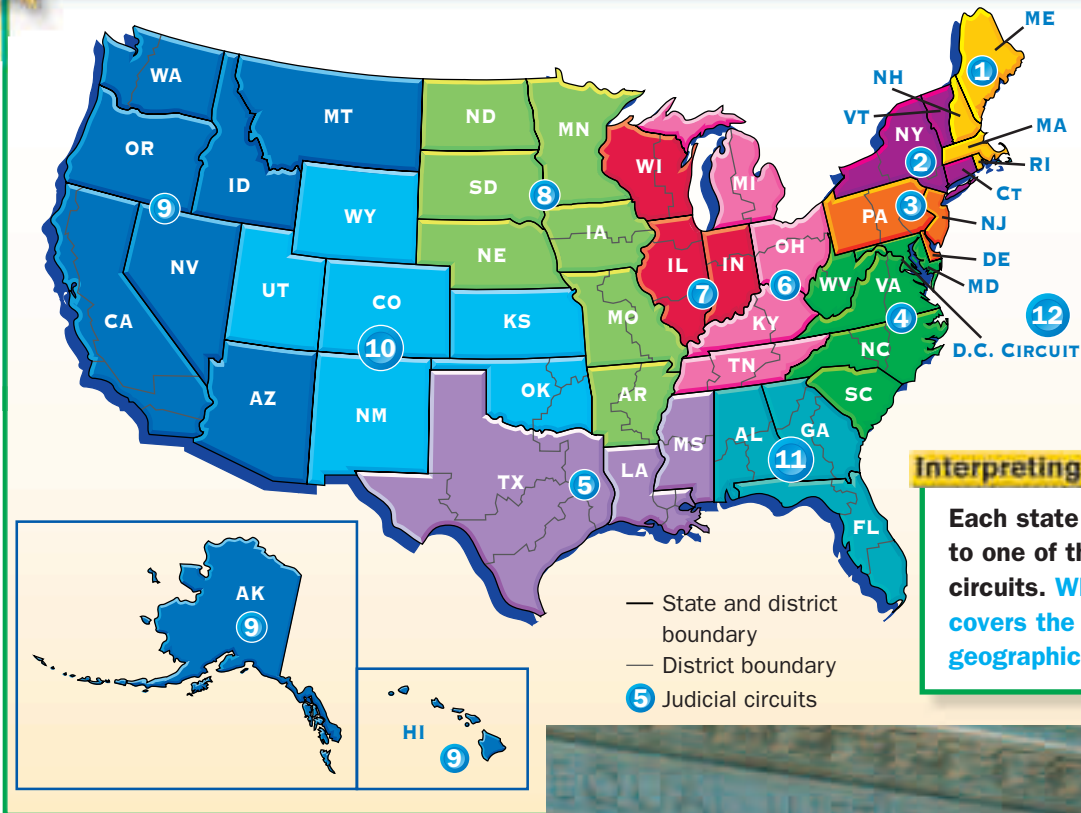 ME
1
NH
VT
MA
NY
2
RI
CT
PA
3
NJ
DE
MD
12
D.C. CIRCUIT
WA
MT
ND
MN
OR
ID
SD
8
WI
MI
9
WY
NE
IA
NV
UT
CO
10
KS
MO
IL
7
IN
OH
6
WV
VA
4
KY
NC
TN
SC
CA
AZ
NM
OK
AR
TX
5
LA
MS
AL
11
GA
FL
AK
9
HI
9
State and district
boundary
District boundary
5 Judicial circuits
Interpreting
Each state
to one of th
circuits. Wh
covers the
geographic
EQUAL